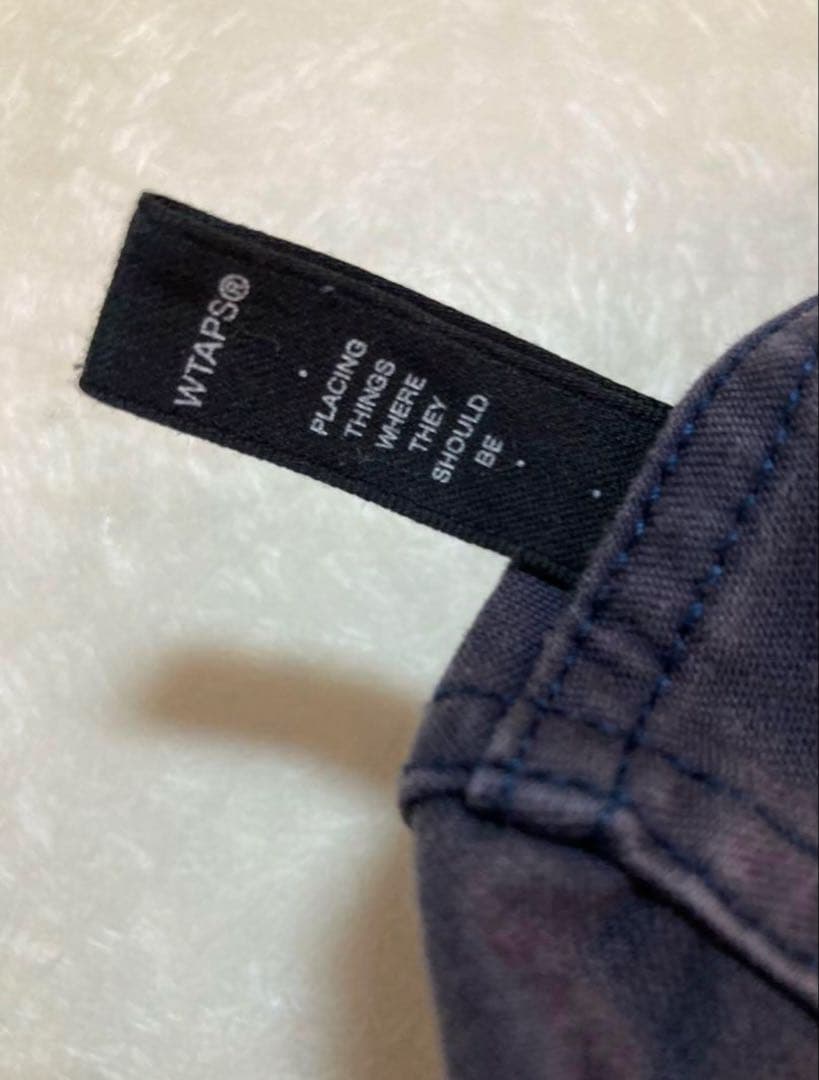 WTAPS®
PLACING
THINGS
WHERE
THEY
SHOULD
BE